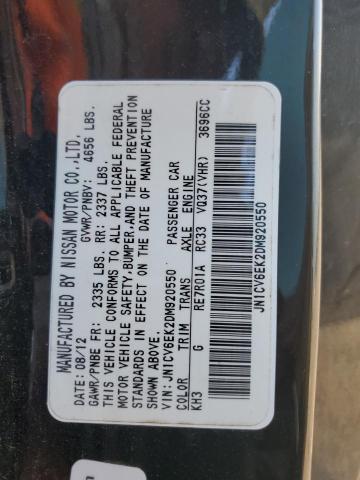 MANUFACTURED BY NISSAN MOTOR CO.,LTD.
DATE: 08/12 GVWR/PNBV: 4656 LBS.
GAWR/PNBE FR: 2335 LBS. RR: 2337 LBS.
THIS VEHICLE CONFORMS TO ALL APPLICABLE FEDERAL
MOTOR VEHICLE SAFETY,BUMPER,AND THEFT PREVENTION
STANDARDS IN EFFECT ON THE DATE OF MANUFACTURE
SHOWN ABOVE.
VIN: JN1CV6EK2DM920550 PASSENGER CAR
COLOR TRIM TRANS AXLE ENGINE
KH3 G RE7R01A RC33 VQ37(VHR) 3696CC
JN1CV6EK2DM920550